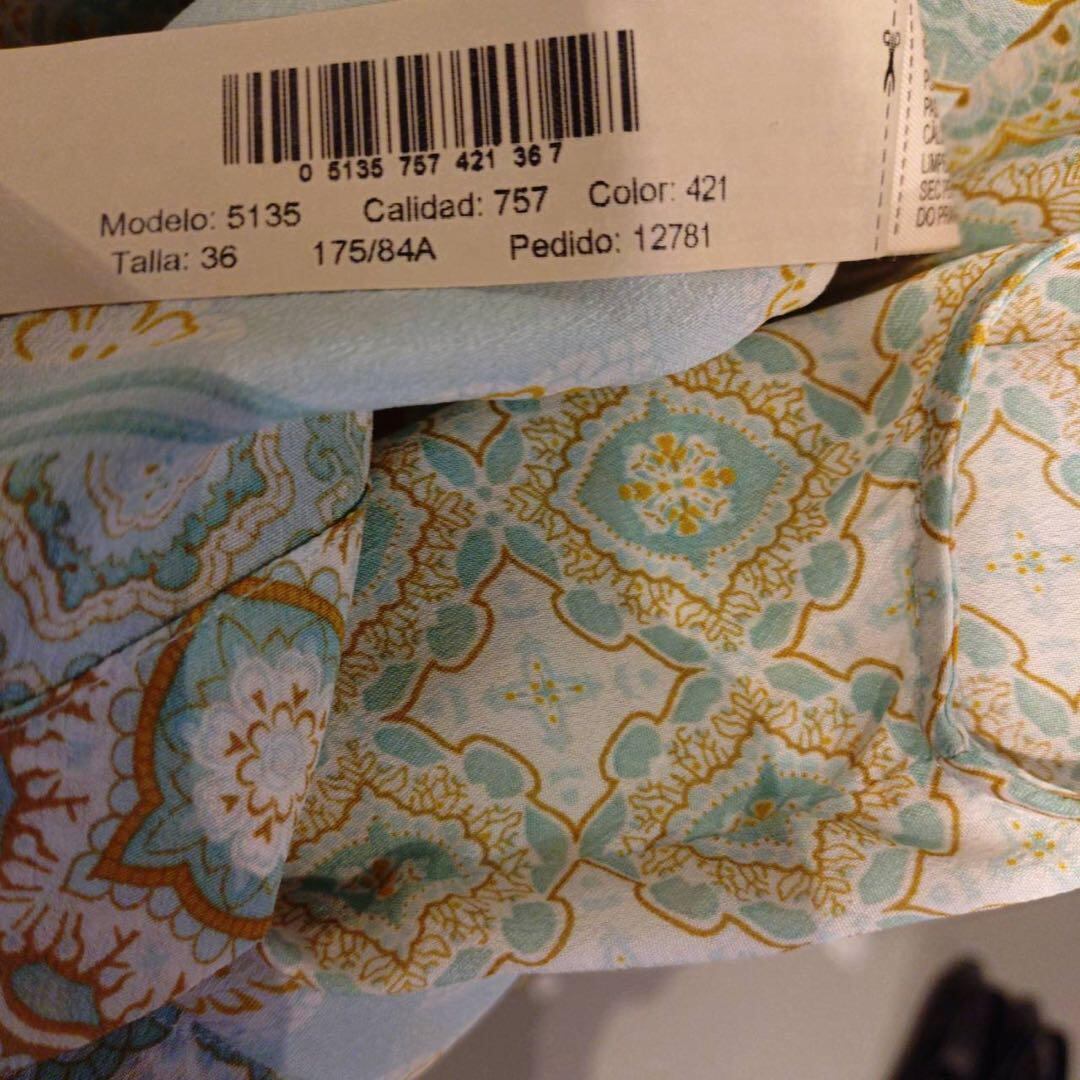 0 5135 757 421 36 7
Modelo: 5135 Calidad: 757 Color: 421
Talla: 36 175/84A Pedido: 12781